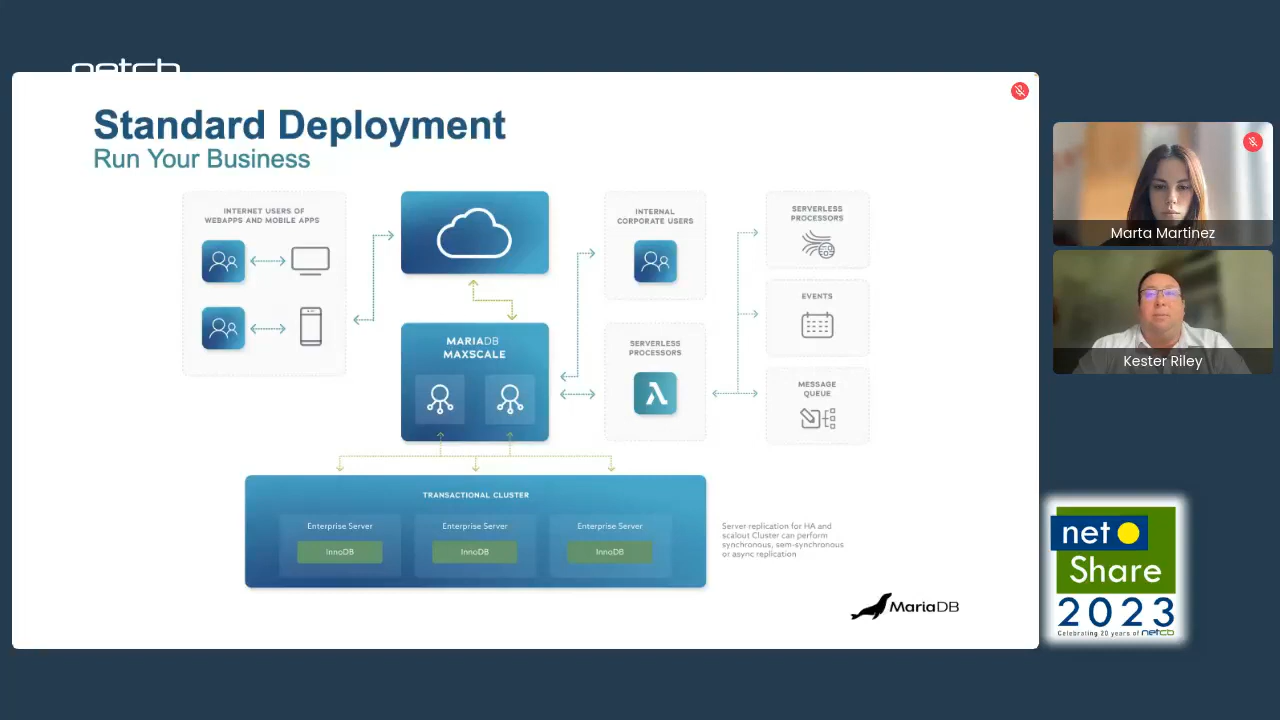 netcb
Standard Deployment
Run Your Business
INTERNET USERS OF
WEBAPPS AND MOBILE APPS
MARIADB
MAXSCALE
INTERNAL
CORPORATE USERS
SERVERLESS
PROCESSORS
SERVERLESS
PROCESSORS
EVENTS
MESSAGE
QUEUE
TRANSACTIONAL CLUSTER
Enterprise Server
InnoDB
Enterprise Server
InnoDB
Enterprise Server
InnoDB
Server replication for HA and
scalout Cluster can perform
synchronous, sem-synchronous
or async replication
MariaDB
Marta Martinez
Kester Riley
net
Share
2023
Celebrating 20 years of netcb